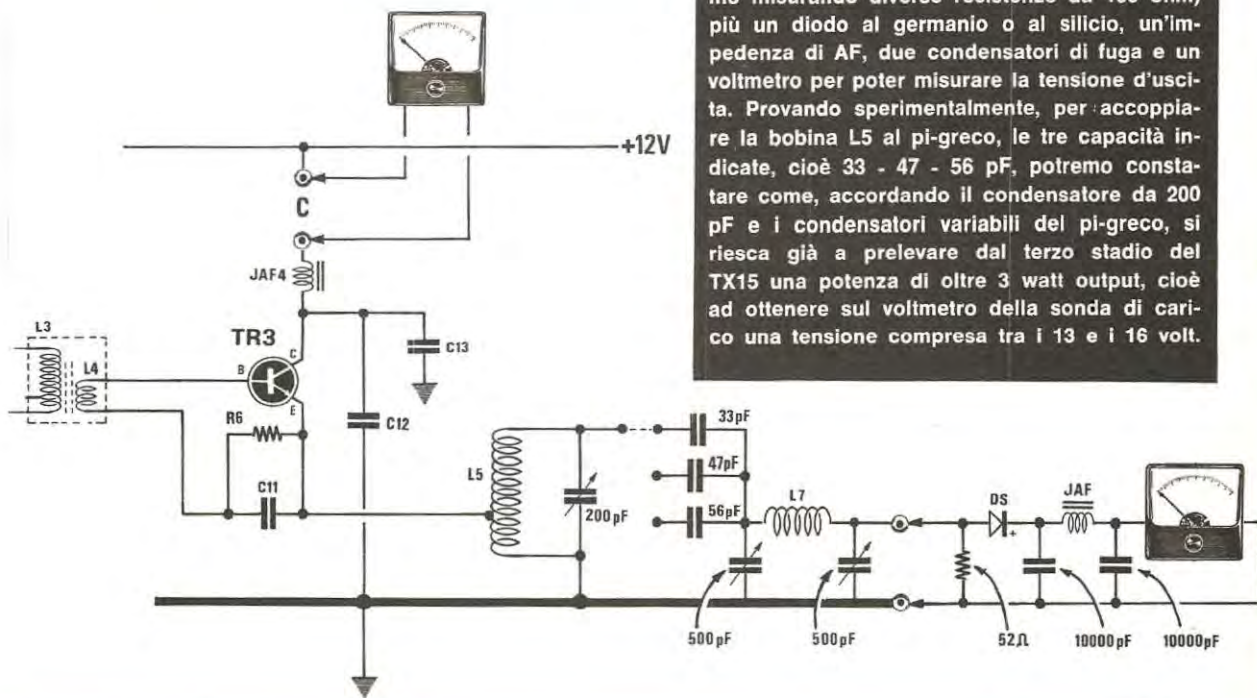 più un diodo al germanio o al silicio, un'im-
pedenza di AF, due condensatori di fuga e un
voltmetro per poter misurare la tensione d'usci-
ta. Provando sperimentalmente, per accoppia-
re la bobina L5 al pi-greco, le tre capacità in-
dicate, cioè 33 - 47 - 56 pF, potremo consta-
tare come, accordando il condensatore da 200
pF e i condensatori variabili del pi-greco, si
riesca già a prelevare dal terzo stadio del
TX15 una potenza di oltre 3 watt output, cioè
ad ottenere sul voltmetro della sonda di cari-
co una tensione compresa tra i 13 e i 16 volt.
+12V
C
JAF4
L3
L4
TR3
B
C
E
C13
R6
C12
C11
L5
200pF
33pF
47pF
56pF
L7
DS
+
JAF
500pF
500pF
52Ω
10000pF
10000pF